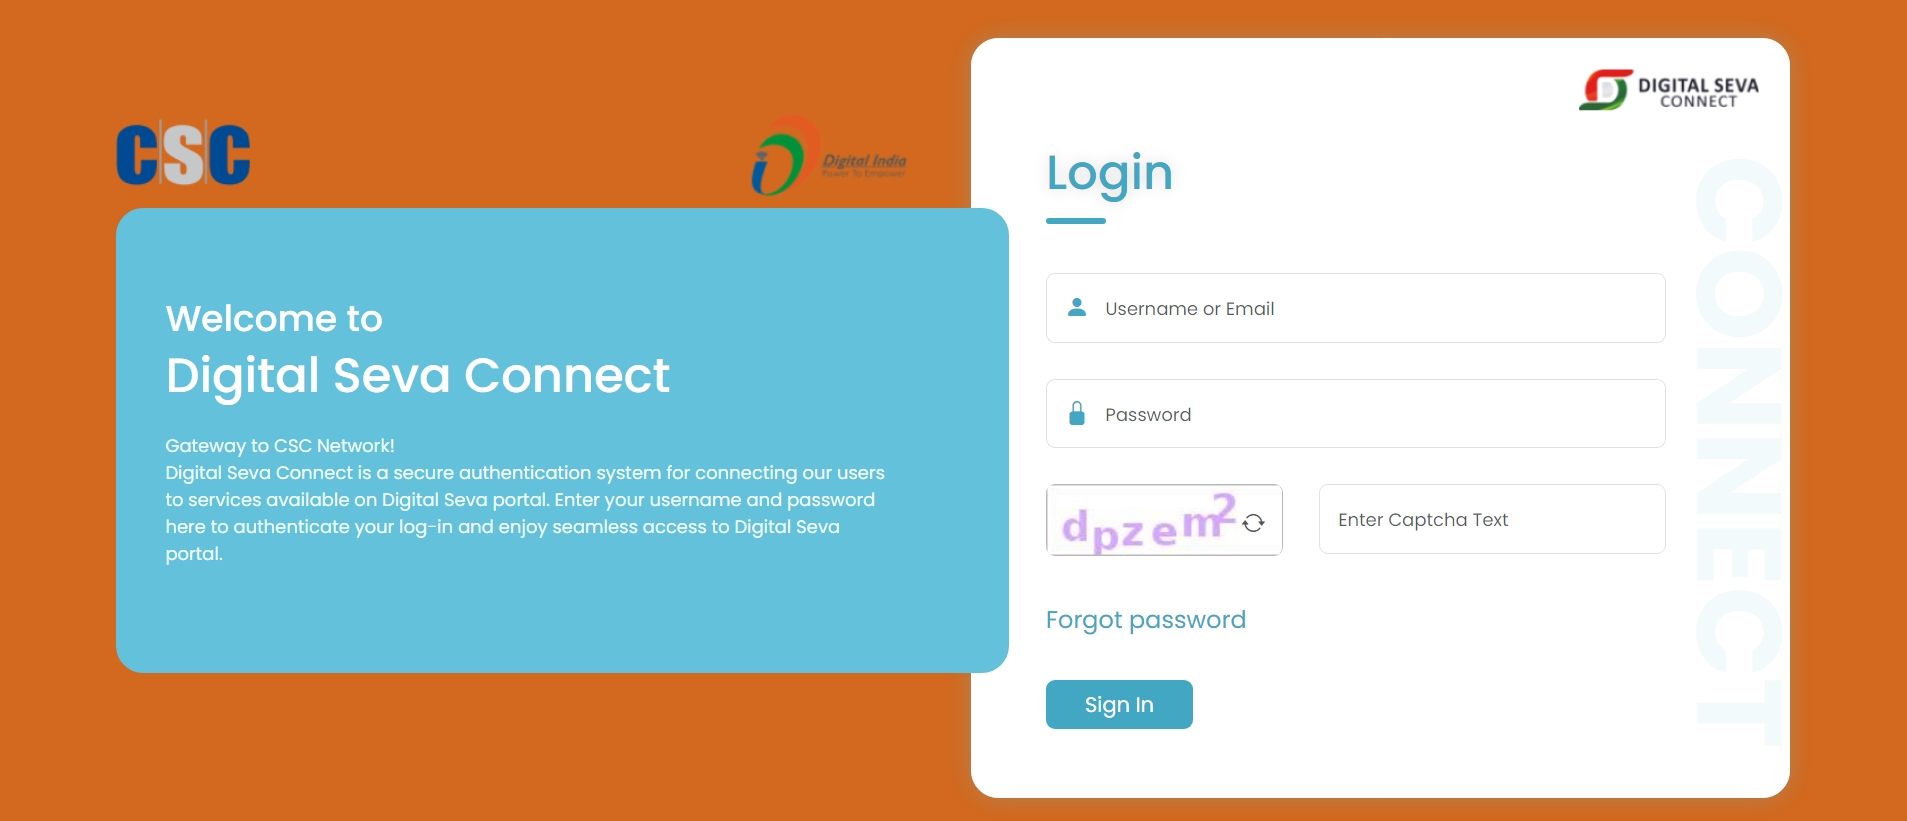 CSC
Digital India
Power To Empower
Welcome to
Digital Seva Connect
Gateway to CSC Network!
Digital Seva Connect is a secure authentication system for connecting our users
to services available on Digital Seva portal. Enter your username and password
here to authenticate your log-in and enjoy seamless access to Digital Seva
portal.
DIGITAL SEVA
CONNECT
Login
Username or Email
Password
dpzem2
Enter Captcha Text
Forgot password
Sign In
CONNECT